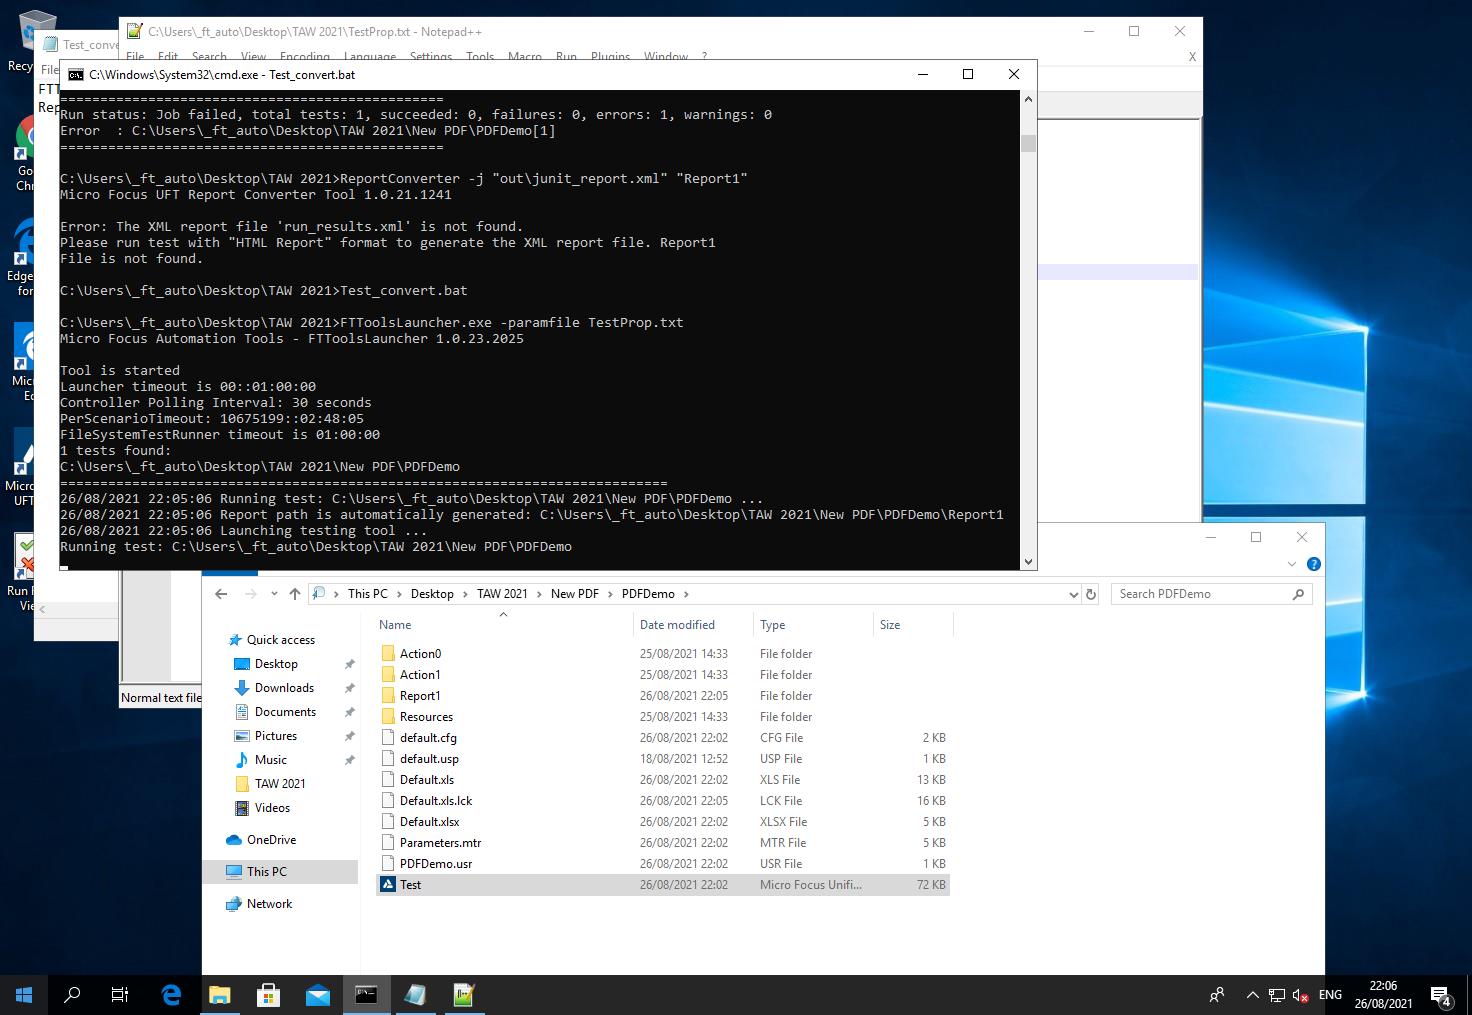 C:\Users\_ft_auto\Desktop\TAW 2021\TestProp.txt - Notepad++
Test_conve
File Edit Search View Encoding Language Settings Tools Macro Run Plugins Window ? X
File
FTT
Rep
Recy
Go
Chr
Edge
for
Mic
Ed
Micro
UFT
Run R
Vie
C:\Windows\System32\cmd.exe - Test_convert.bat
================================================
Run status: Job failed, total tests: 1, succeeded: 0, failures: 0, errors: 1, warnings: 0
Error  : C:\Users\_ft_auto\Desktop\TAW 2021\New PDF\PDFDemo[1]
================================================
C:\Users\_ft_auto\Desktop\TAW 2021>ReportConverter -j "out\junit_report.xml" "Report1"
Micro Focus UFT Report Converter Tool 1.0.21.1241
Error: The XML report file 'run_results.xml' is not found.
Please run test with "HTML Report" format to generate the XML report file. Report1
File is not found.
C:\Users\_ft_auto\Desktop\TAW 2021>Test_convert.bat
C:\Users\_ft_auto\Desktop\TAW 2021>FTToolsLauncher.exe -paramfile TestProp.txt
Micro Focus Automation Tools - FTToolsLauncher 1.0.23.2025
Tool is started
Launcher timeout is 00::01:00:00
Controller Polling Interval: 30 seconds
PerScenarioTimeout: 10675199::02:48:05
FileSystemTestRunner timeout is 01:00:00
1 tests found:
C:\Users\_ft_auto\Desktop\TAW 2021\New PDF\PDFDemo
============================================================================
26/08/2021 22:05:06 Running test: C:\Users\_ft_auto\Desktop\TAW 2021\New PDF\PDFDemo ...
26/08/2021 22:05:06 Report path is automatically generated: C:\Users\_ft_auto\Desktop\TAW 2021\New PDF\PDFDemo\Report1
26/08/2021 22:05:06 Launching testing tool ...
Running test: C:\Users\_ft_auto\Desktop\TAW 2021\New PDF\PDFDemo
Normal text file
This PC > Desktop > TAW 2021 > New PDF > PDFDemo >
Search PDFDemo
Quick access
Desktop
Downloads
Documents
Pictures
Music
TAW 2021
Videos
OneDrive
This PC
Network
Name Date modified Type Size
Action0 25/08/2021 14:33 File folder
Action1 25/08/2021 14:33 File folder
Report1 26/08/2021 22:05 File folder
Resources 25/08/2021 14:33 File folder
default.cfg 26/08/2021 22:02 CFG File 2 KB
default.usp 18/08/2021 12:52 USP File 1 KB
Default.xls 26/08/2021 22:02 XLS File 13 KB
Default.xls.lck 26/08/2021 22:05 LCK File 16 KB
Default.xlsx 26/08/2021 22:02 XLSX File 5 KB
Parameters.mtr 26/08/2021 22:02 MTR File 5 KB
PDFDemo.usr 26/08/2021 22:02 USR File 1 KB
Test 26/08/2021 22:02 Micro Focus Unifi... 72 KB
ENG
22:06
26/08/2021
4